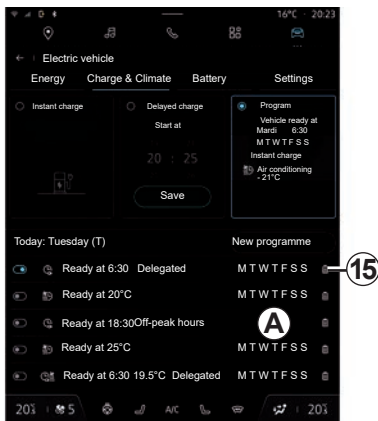 16°C · 20:23
Electric vehicle
Energy Charge & Climate Battery Settings
Instant charge
Delayed charge
Start at
20 : 25
Save
Program
Vehicle ready at
Mardi 6:30
M T W T F S S
Instant charge
Air conditioning
- 21°C
Today: Tuesday (T) New programme
Ready at 6:30 Delegated M T W T F S S
15
Ready at 20°C M T W T F S S
Ready at 18:30Off-peak hours
A
Ready at 25°C M T W T F S S
Ready at 6:30 19.5°C Delegated M T W T F S S
5 A/C